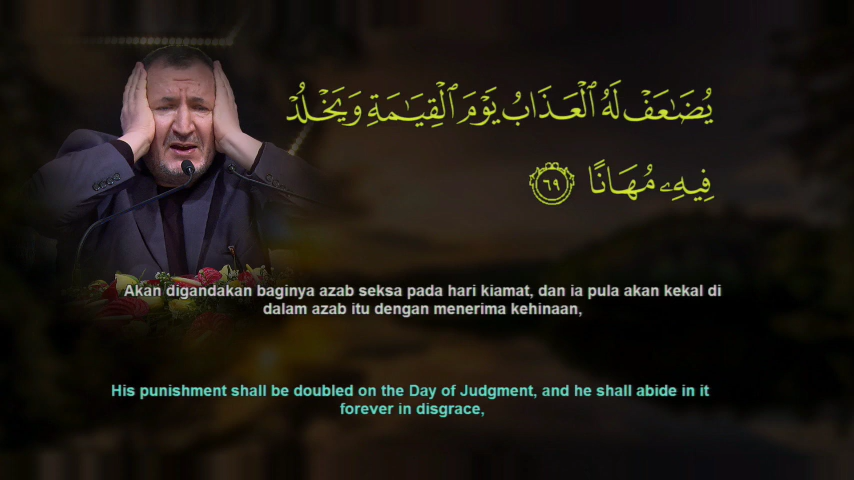 يُضَـٰعَفْ لَهُ ٱلْعَذَابُ يَوْمَ ٱلْقِيَـٰمَةِ وَيَخْلُدْ
فِيهِۦ مُهَانًا ٦٩
Akan digandakan baginya azab seksa pada hari kiamat, dan ia pula akan kekal di
dalam azab itu dengan menerima kehinaan,
His punishment shall be doubled on the Day of Judgment, and he shall abide in it
forever in disgrace,